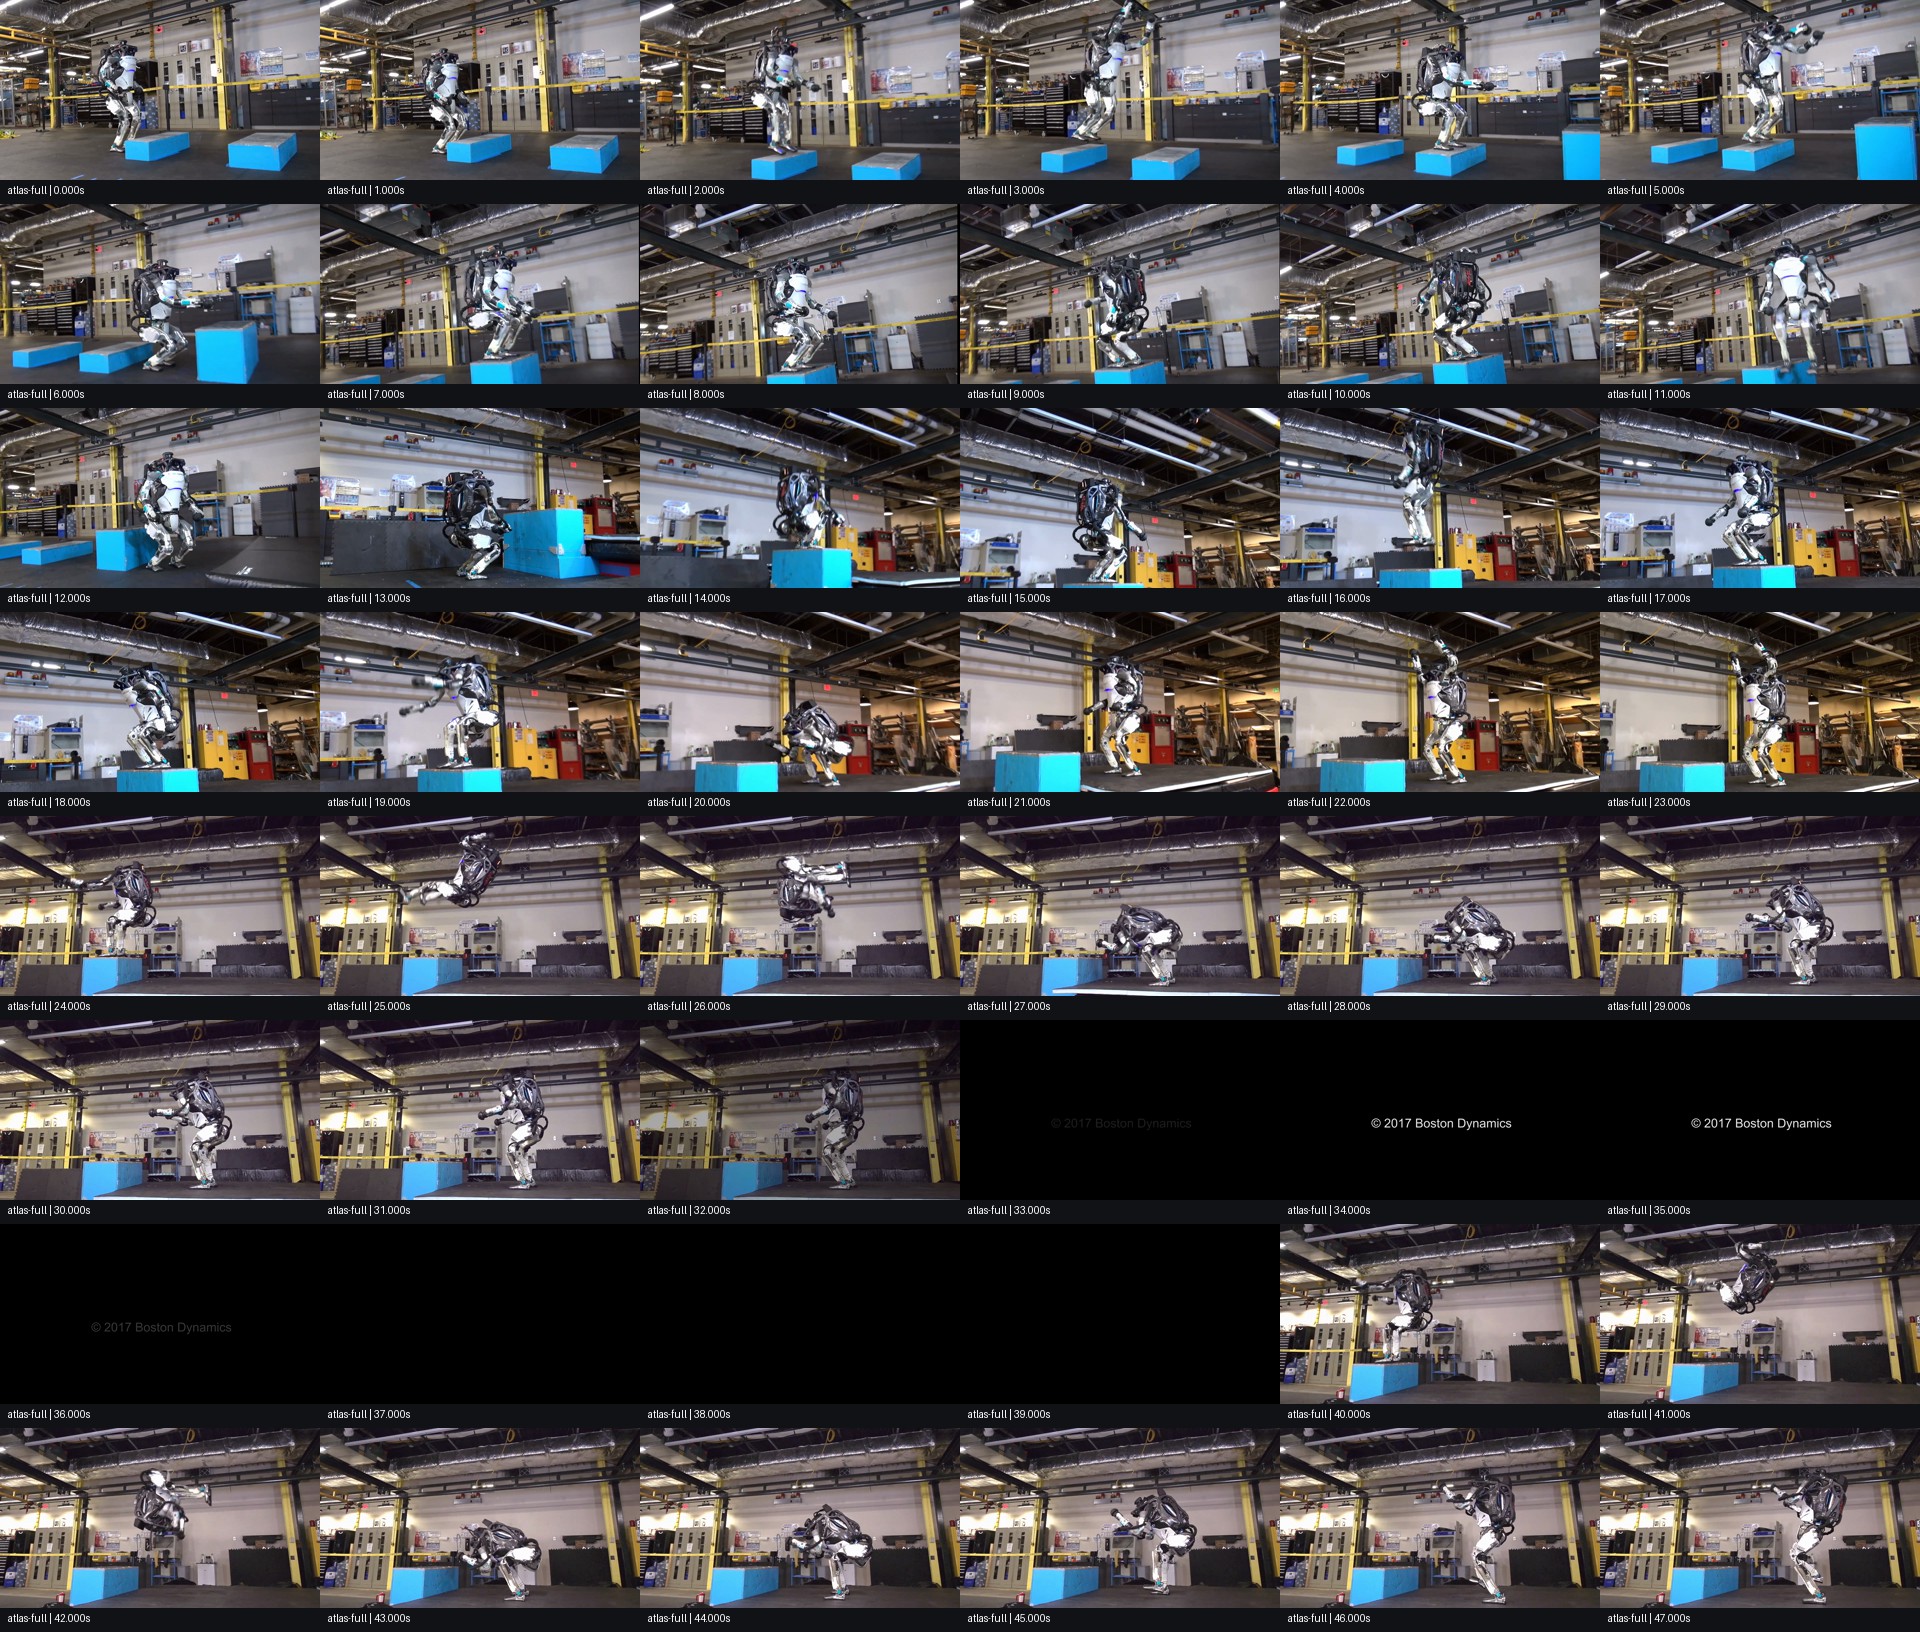 atlas-full | 0.000s
atlas-full | 1.000s
atlas-full | 2.000s
atlas-full | 3.000s
atlas-full | 4.000s
atlas-full | 5.000s
atlas-full | 6.000s
atlas-full | 7.000s
atlas-full | 8.000s
atlas-full | 9.000s
atlas-full | 10.000s
atlas-full | 11.000s
atlas-full | 12.000s
atlas-full | 13.000s
atlas-full | 14.000s
atlas-full | 15.000s
atlas-full | 16.000s
atlas-full | 17.000s
atlas-full | 18.000s
atlas-full | 19.000s
atlas-full | 20.000s
atlas-full | 21.000s
atlas-full | 22.000s
atlas-full | 23.000s
atlas-full | 24.000s
atlas-full | 25.000s
atlas-full | 26.000s
atlas-full | 27.000s
atlas-full | 28.000s
atlas-full | 29.000s
© 2017 Boston Dynamics
© 2017 Boston Dynamics
© 2017 Boston Dynamics
atlas-full | 30.000s
atlas-full | 31.000s
atlas-full | 32.000s
atlas-full | 33.000s
atlas-full | 34.000s
atlas-full | 35.000s
© 2017 Boston Dynamics
atlas-full | 36.000s
atlas-full | 37.000s
atlas-full | 38.000s
atlas-full | 39.000s
atlas-full | 40.000s
atlas-full | 41.000s
atlas-full | 42.000s
atlas-full | 43.000s
atlas-full | 44.000s
atlas-full | 45.000s
atlas-full | 46.000s
atlas-full | 47.000s